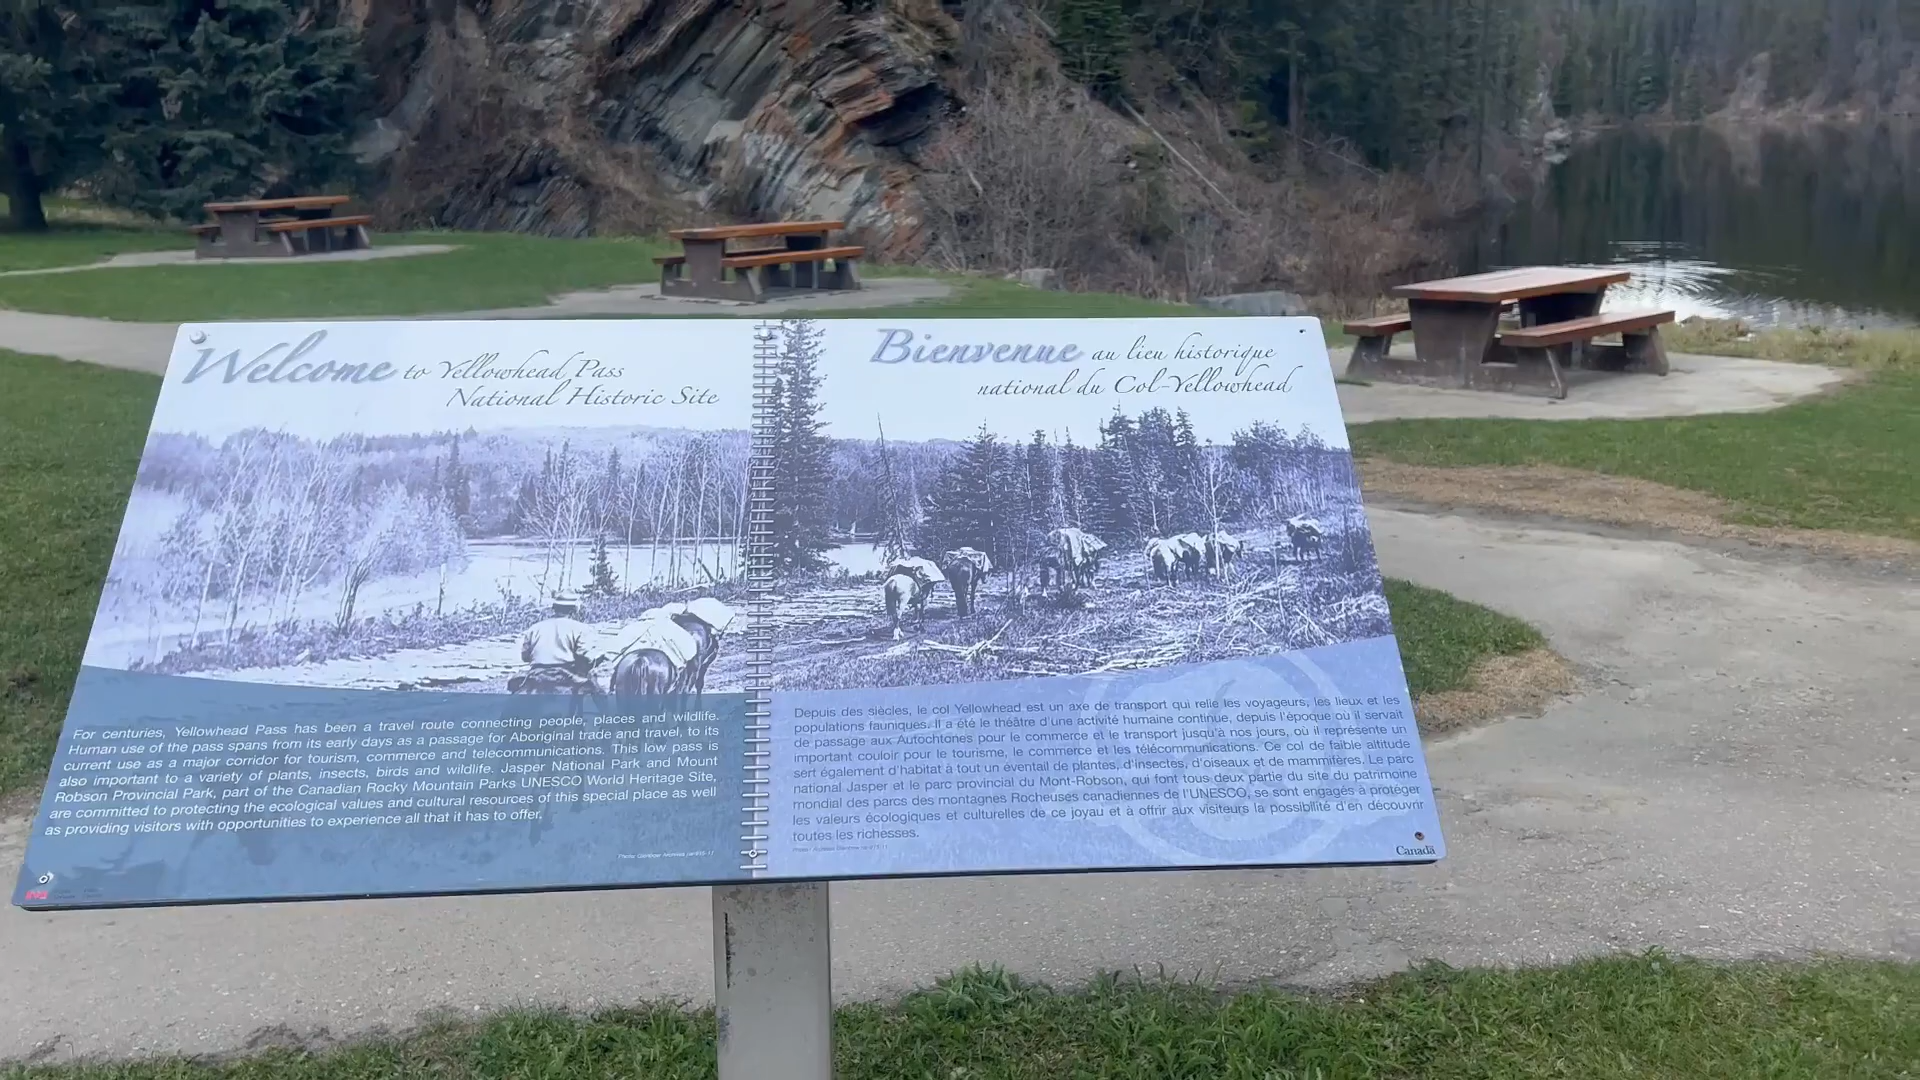 Welcome to Yellowhead Pass
National Historic Site
For centuries, Yellowhead Pass has been a travel route connecting people, places and wildlife.
Human use of the pass spans from its early days as a passage for Aboriginal trade and travel, to its
current use as a major corridor for tourism, commerce and telecommunications. This low pass is
also important to a variety of plants, insects, birds and wildlife. Jasper National Park and Mount
Robson Provincial Park, part of the Canadian Rocky Mountain Parks UNESCO World Heritage Site,
are committed to protecting the ecological values and cultural resources of this special place as well
as providing visitors with opportunities to experience all that it has to offer.
Bienvenue au lieu historique
national du Col-Yellowhead
Depuis des siècles, le col Yellowhead est un axe de transport qui relie les voyageurs, les lieux et les
populations fauniques. Il a été le théâtre d'une activité humaine continue, depuis l'époque où il servait
de passage aux Autochtones pour le commerce et le transport jusqu'à nos jours, où il représente un
important couloir pour le tourisme, le commerce et les télécommunications. Ce col de faible altitude
sert également d'habitat à tout un éventail de plantes, d'insectes, d'oiseaux et de mammifères. Le parc
national Jasper et le parc provincial du Mont-Robson, qui font tous deux partie du site du patrimoine
mondial des parcs des montagnes Rocheuses canadiennes de l'UNESCO, se sont engagés à protéger
les valeurs écologiques et culturelles de ce joyau et à offrir aux visiteurs la possibilité d'en découvrir
toutes les richesses.
Canada